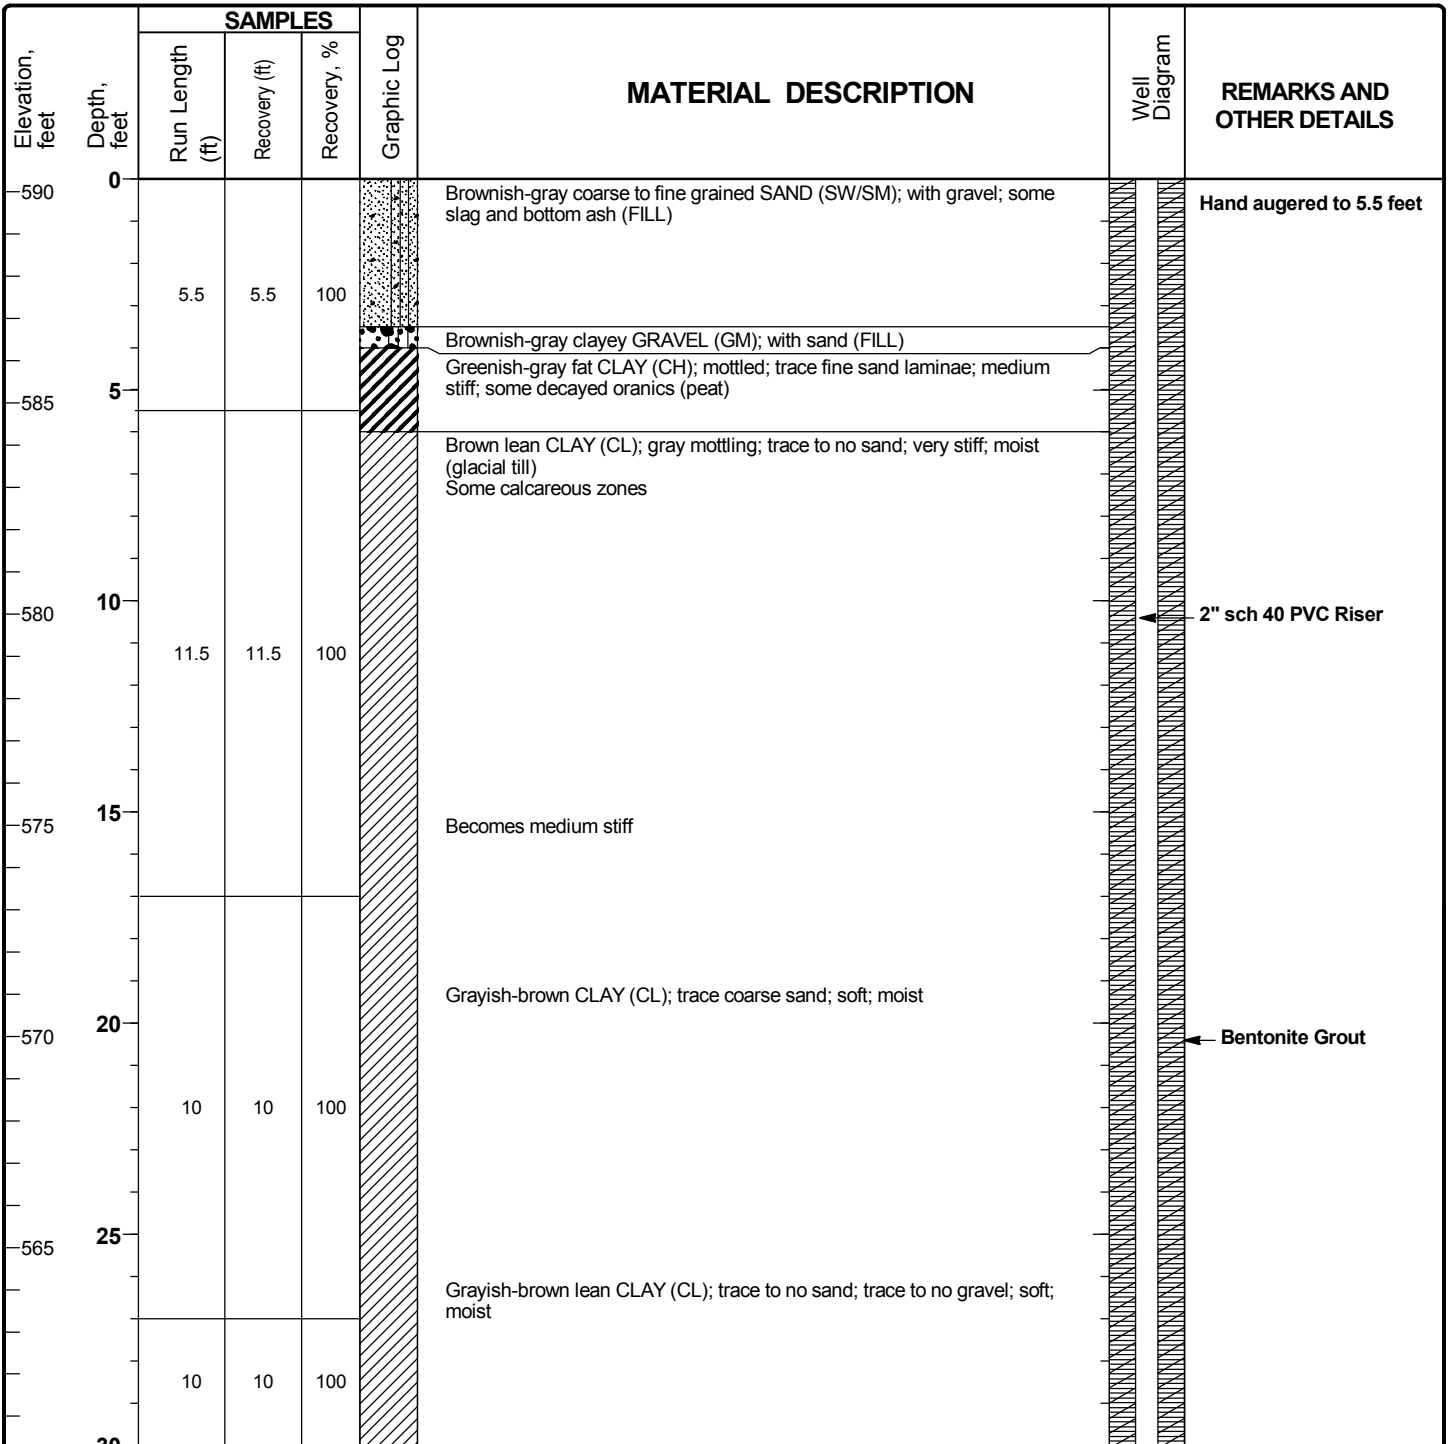 SAMPLES
Elevation,
feet
Depth,
feet
Run Length
(ft)
Recovery (ft)
Recovery, %
Graphic Log
MATERIAL DESCRIPTION
Well
Diagram
REMARKS AND
OTHER DETAILS
0
590
Brownish-gray coarse to fine grained SAND (SW/SM); with gravel; some
slag and bottom ash (FILL)
Hand augered to 5.5 feet
5.5 5.5 100
Brownish-gray clayey GRAVEL (GM); with sand (FILL)
Greenish-gray fat CLAY (CH); mottled; trace fine sand laminae; medium
stiff; some decayed oranics (peat)
5
585
Brown lean CLAY (CL); gray mottling; trace to no sand; very stiff; moist
(glacial till)
Some calcareous zones
10
580
2" sch 40 PVC Riser
11.5 11.5 100
15
575
Becomes medium stiff
Grayish-brown CLAY (CL); trace coarse sand; soft; moist
20
570
Bentonite Grout
10 10 100
25
565
Grayish-brown lean CLAY (CL); trace to no sand; trace to no gravel; soft;
moist
10 10 100
30